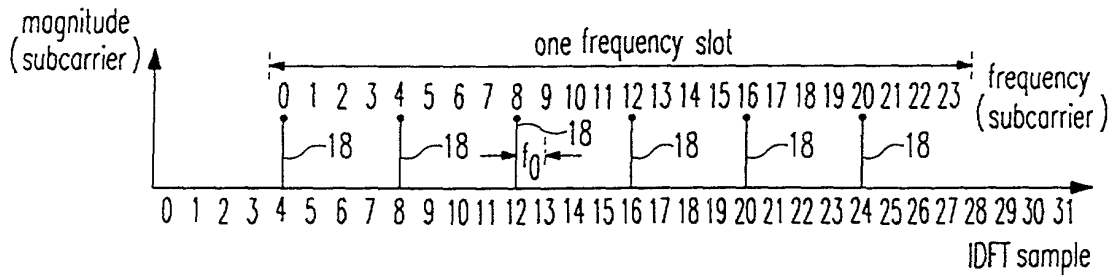 magnitude
(subcarrier)
one frequency slot
frequency
(subcarrier)
0 1 2 3 4 5 6 7 8 9 10 11 12 13 14 15 16 17 18 19 20 21 22 23
18 18 18 18 18 18
f0
0 1 2 3 4 5 6 7 8 9 10 11 12 13 14 15 16 17 18 19 20 21 22 23 24 25 26 27 28 29 30 31
IDFT sample